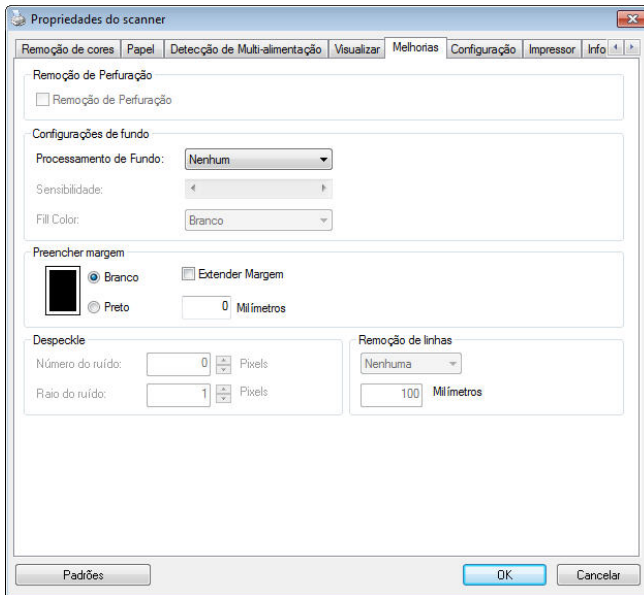 Propriedades do scanner
Remoção de cores Papel Detecção de Multi-alimentação Visualizar Melhorias Configuração Impressor Info
Remoção de Perfuração
Remoção de Perfuração
Configurações de fundo
Processamento de Fundo: Nenhum
Sensibilidade:
Fill Color: Branco
Preencher margem
Branco Extender Margem
Preto 0 Milímetros
Despeckle Remoção de linhas
Número do ruído: 0 Pixels Nenhuma
Raio do ruído: 1 Pixels 100 Milímetros
Padrões OK Cancelar